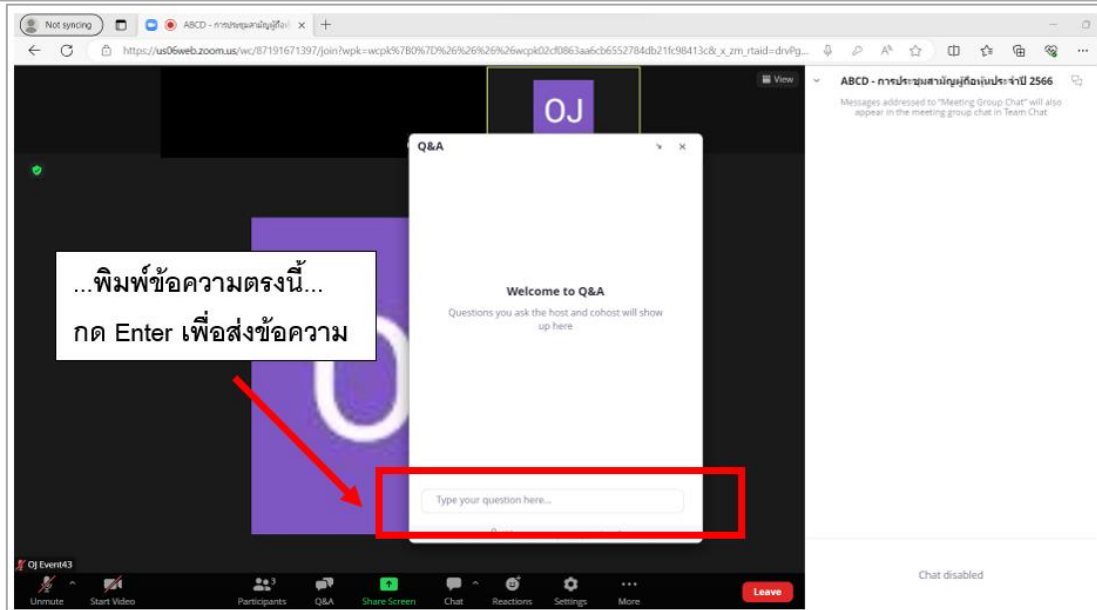 Not syncing
ABCD - การประชุมสามัญผู้ถือหุ้
https://us06web.zoom.us/wc/87191671397/join?wpk=wcpk%7B0%7D%26%26%26%26wcpk02cf0863aa6cb6552784db21fc98413c&_x_zm_rtaid=drvPg...
OJ
View
ABCD - การประชุมสามัญผู้ถือหุ้นประจำปี 2566
Messages addressed to "Meeting Group Chat" will also
appear in the meeting group chat in Team Chat
Q&A
...พิมพ์ข้อความตรงนี้...
กด Enter เพื่อส่งข้อความ
Welcome to Q&A
Questions you ask the host and cohost will show
up here
Type your question here...
OJ Event43
Unmute
Start Video
3
Participants
Q&A
Share Screen
Chat
Reactions
Settings
More
Leave
Chat disabled